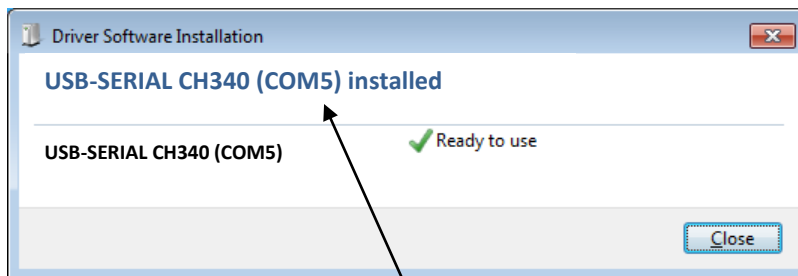 Driver Software Installation
USB-SERIAL CH340 (COM5) installed
USB-SERIAL CH340 (COM5)
Ready to use
Close